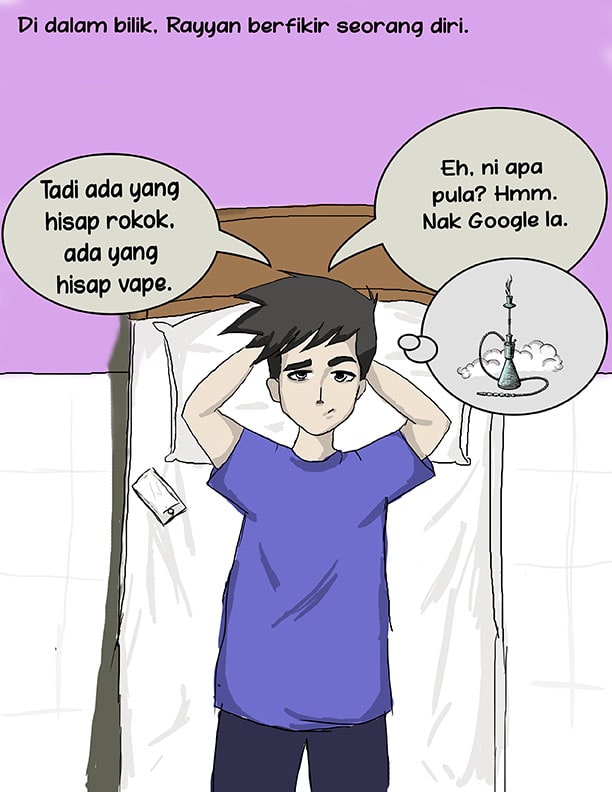 Di dalam bilik, Rayyan berfikir seorang diri.
Tadi ada yang
hisap rokok,
ada yang
hisap vape.
Eh, ni apa
pula? Hmm.
Nak Google la.